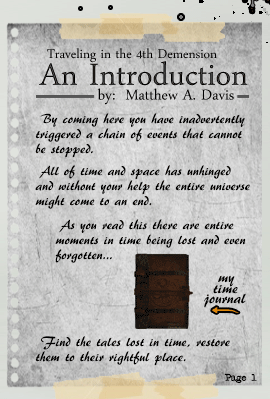 Traveling in the 4th Demension
An Introduction
by: Matthew A. Davis
By coming here you have inadvertently
triggered a chain of events that cannot
be stopped.
All of time and space has unhinged
and without your help the entire universe
might come to an end.
As you read this there are entire
moments in time being lost and even
forgotten...
my
time
journal
Find the tales lost in time, restore
them to their rightful place.
Page 1